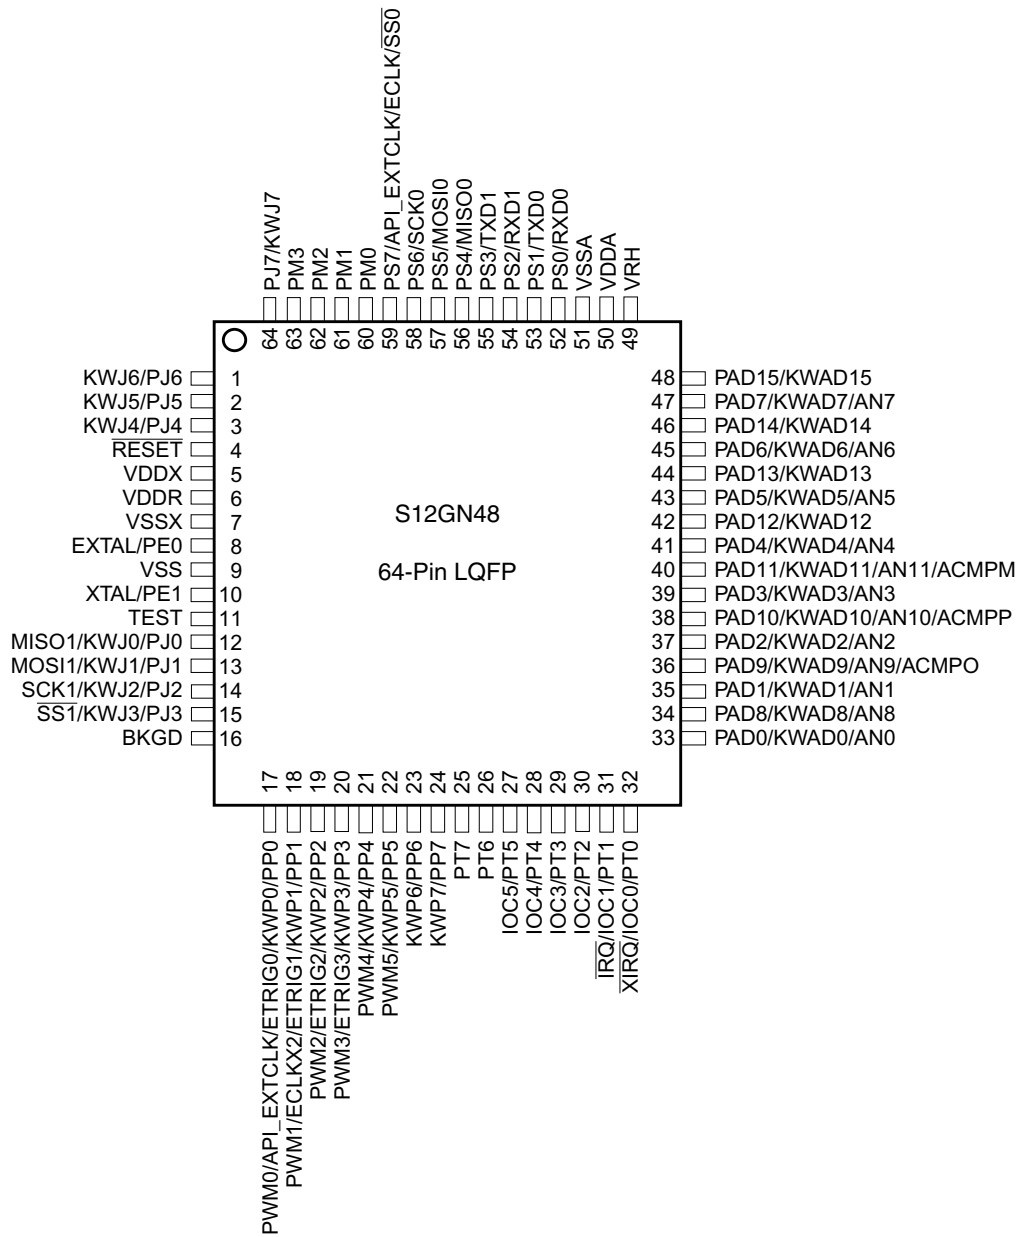 PJ7/KWJ7
PM3
PM2
PM1
PM0
PS7/API_EXTCLK/ECLK/S̅S̅0̅
PS6/SCK0
PS5/MOSI0
PS4/MISO0
PS3/TXD1
PS2/RXD1
PS1/TXD0
PS0/RXD0
VSSA
VDDA
VRH
64
63
62
61
60
59
58
57
56
55
54
53
52
51
50
49
KWJ6/PJ6 1
KWJ5/PJ5 2
KWJ4/PJ4 3
R̅E̅S̅E̅T̅ 4
VDDX 5
VDDR 6
VSSX 7
EXTAL/PE0 8
VSS 9
XTAL/PE1 10
TEST 11
MISO1/KWJ0/PJ0 12
MOSI1/KWJ1/PJ1 13
SCK1/KWJ2/PJ2 14
S̅S̅1̅/KWJ3/PJ3 15
BKGD 16
S12GN48
64-Pin LQFP
48 PAD15/KWAD15
47 PAD7/KWAD7/AN7
46 PAD14/KWAD14
45 PAD6/KWAD6/AN6
44 PAD13/KWAD13
43 PAD5/KWAD5/AN5
42 PAD12/KWAD12
41 PAD4/KWAD4/AN4
40 PAD11/KWAD11/AN11/ACMPM
39 PAD3/KWAD3/AN3
38 PAD10/KWAD10/AN10/ACMPP
37 PAD2/KWAD2/AN2
36 PAD9/KWAD9/AN9/ACMPO
35 PAD1/KWAD1/AN1
34 PAD8/KWAD8/AN8
33 PAD0/KWAD0/AN0
17
18
19
20
21
22
23
24
25
26
27
28
29
30
31
32
PWM0/API_EXTCLK/ETRIG0/KWP0/PP0
PWM1/ECLKX2/ETRIG1/KWP1/PP1
PWM2/ETRIG2/KWP2/PP2
PWM3/ETRIG3/KWP3/PP3
PWM4/KWP4/PP4
PWM5/KWP5/PP5
KWP6/PP6
KWP7/PP7
PT7
PT6
IOC5/PT5
IOC4/PT4
IOC3/PT3
IOC2/PT2
I̅R̅Q̅/IOC1/PT1
X̅I̅R̅Q̅/IOC0/PT0